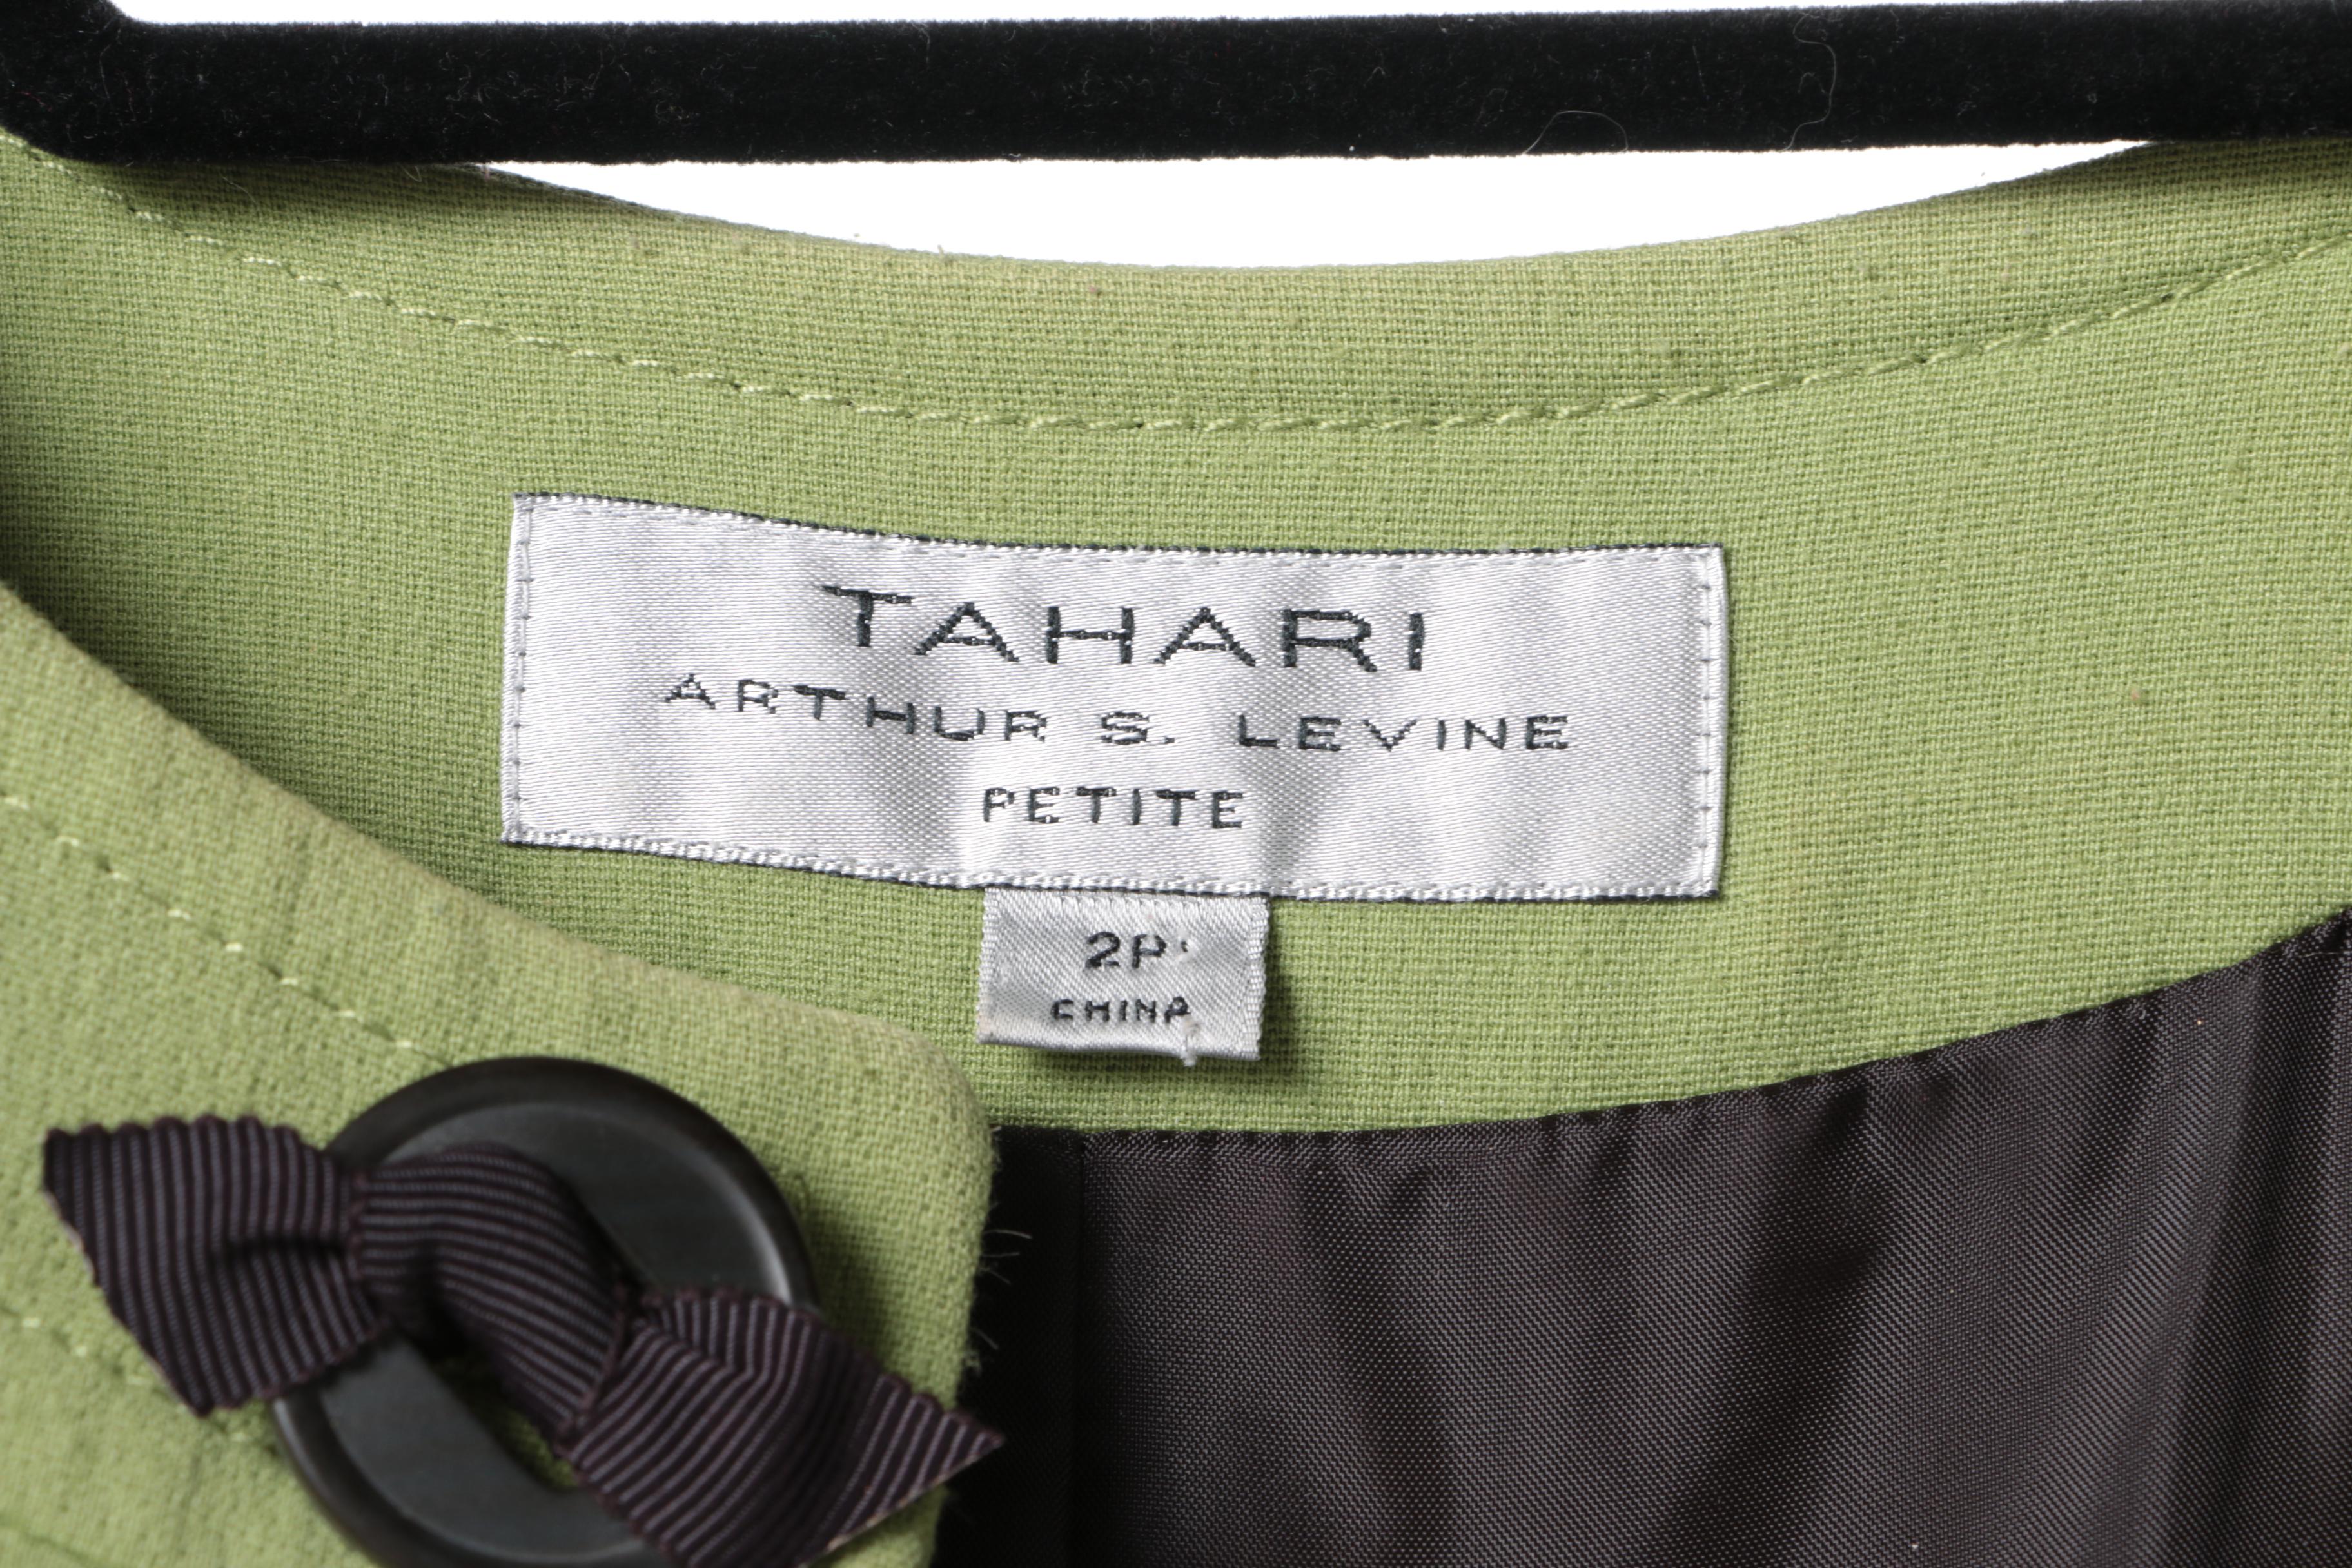 TAHARI
ARTHUR S. LEVINE
PETITE
2P
CHINA